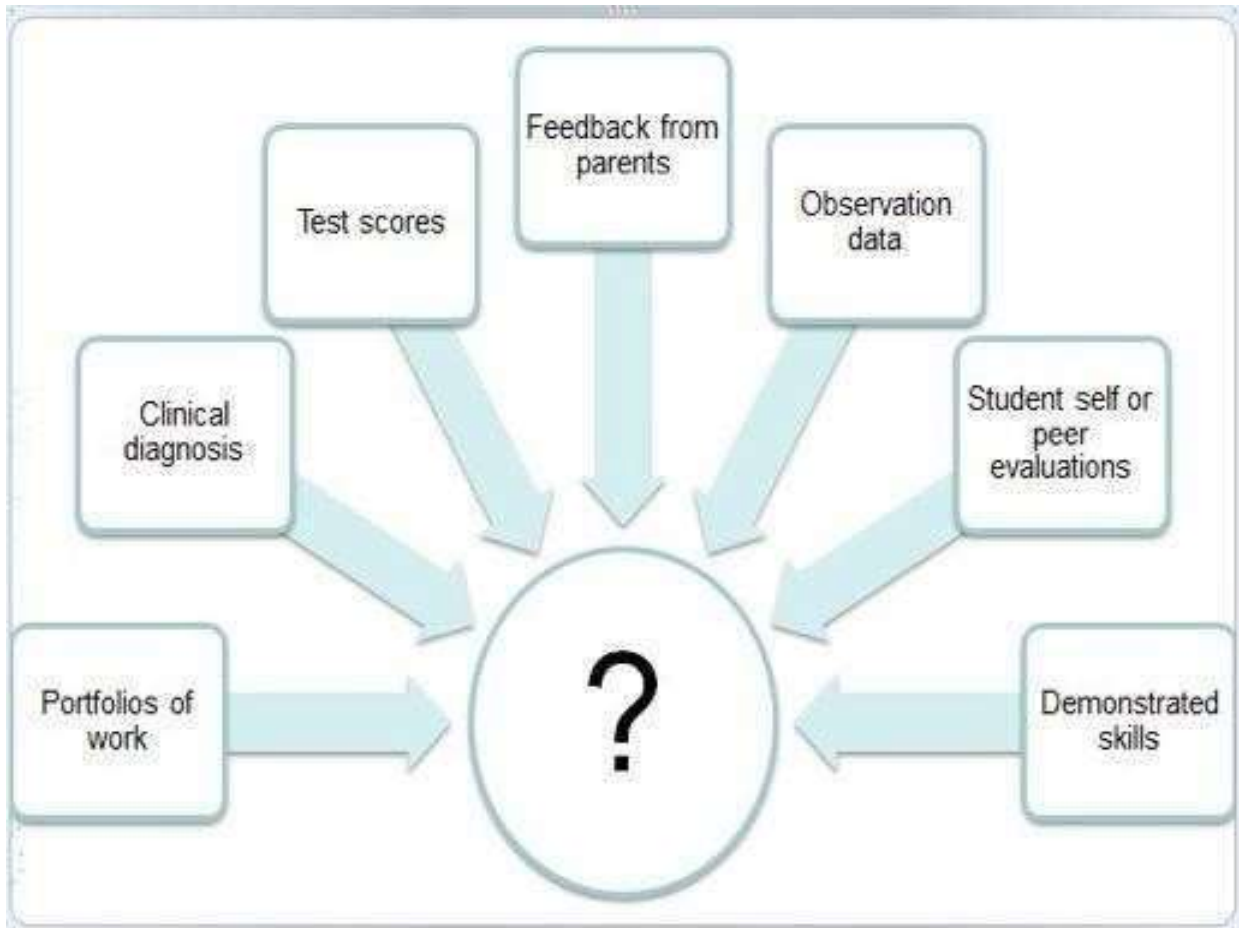 Feedback from
parents
Test scores
Observation
data
Clinical
diagnosis
Student self or
peer
evaluations
Portfolios of
work
?
Demonstrated
skills